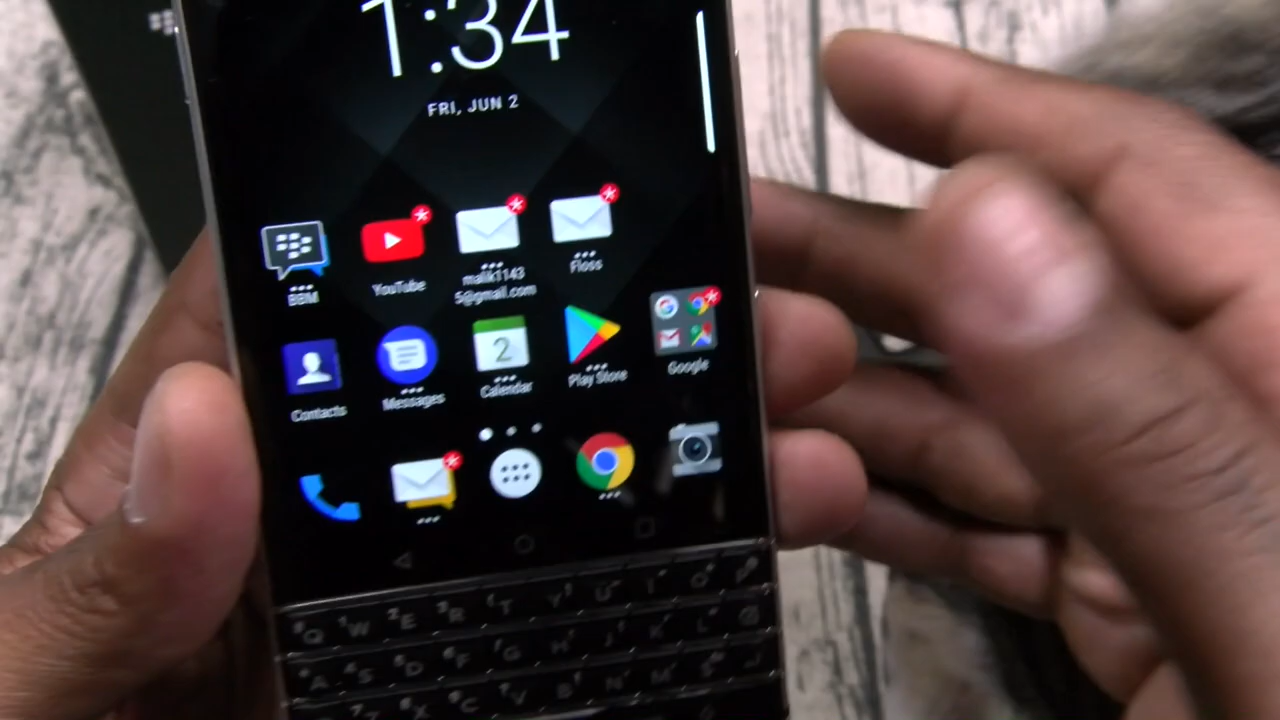 1:34
FRI, JUN 2
BBM
YouTube
malik1143
5@gmail.com
Floss
Contacts
Messages
2
Calendar
Play Store
Google
Q W E R T Y U I O P
A S D F G H J K L
Z X C V B N M